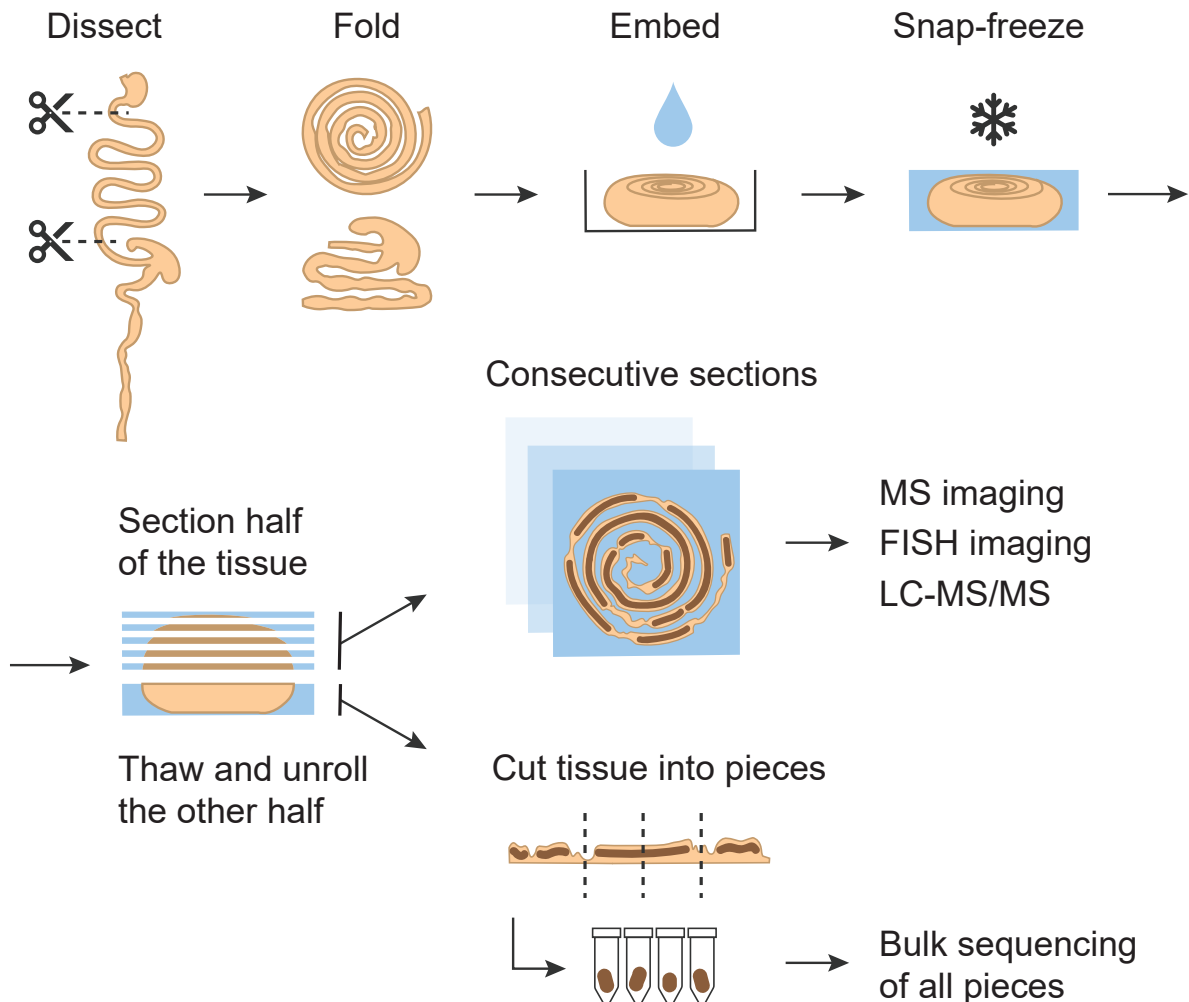 Dissect
Fold
Embed
Snap-freeze
Consecutive sections
Section half
of the tissue
MS imaging
FISH imaging
LC-MS/MS
Thaw and unroll
the other half
Cut tissue into pieces
Bulk sequencing
of all pieces